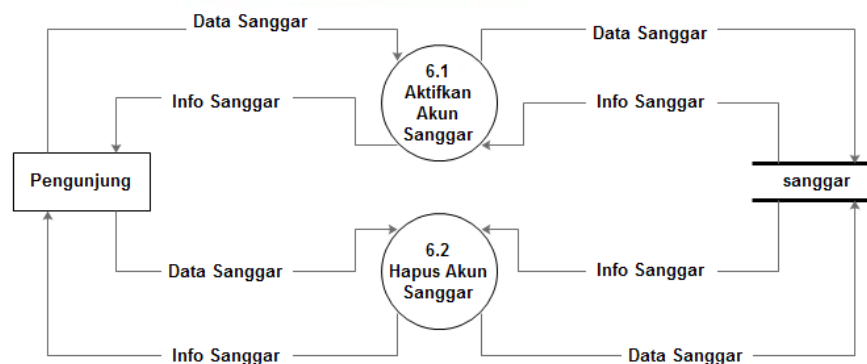 Data Sanggar
Data Sanggar
6.1
Aktifkan
Akun
Sanggar
Info Sanggar
Info Sanggar
Pengunjung
sanggar
6.2
Hapus Akun
Sanggar
Data Sanggar
Info Sanggar
Info Sanggar
Data Sanggar